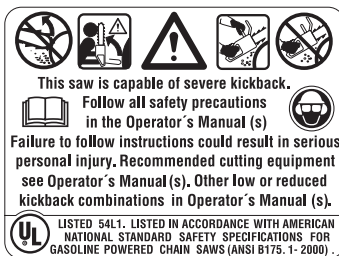 This saw is capable of severe kickback.
Follow all safety precautions
in the Operator´s Manual (s)
Failure to follow instructions could result in serious
personal injury. Recommended cutting equipment
see Operator´s Manual (s). Other low or reduced
kickback combinations in Operator´s Manual (s).
UL
LISTED 54L1. LISTED IN ACCORDANCE WITH AMERICAN
NATIONAL STANDARD SAFETY SPECIFICATIONS FOR
GASOLINE POWERED CHAIN SAWS (ANSI B175. 1- 2000) .